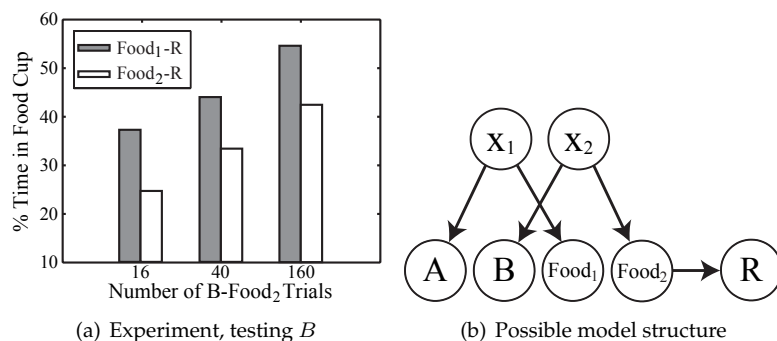 60
50
40
30
20
10
% Time in Food Cup
Food₁-R
Food₂-R
16 40 160
Number of B-Food₂ Trials
(a) Experiment, testing B
x₁ x₂
A B Food₁ Food₂ R
(b) Possible model structure